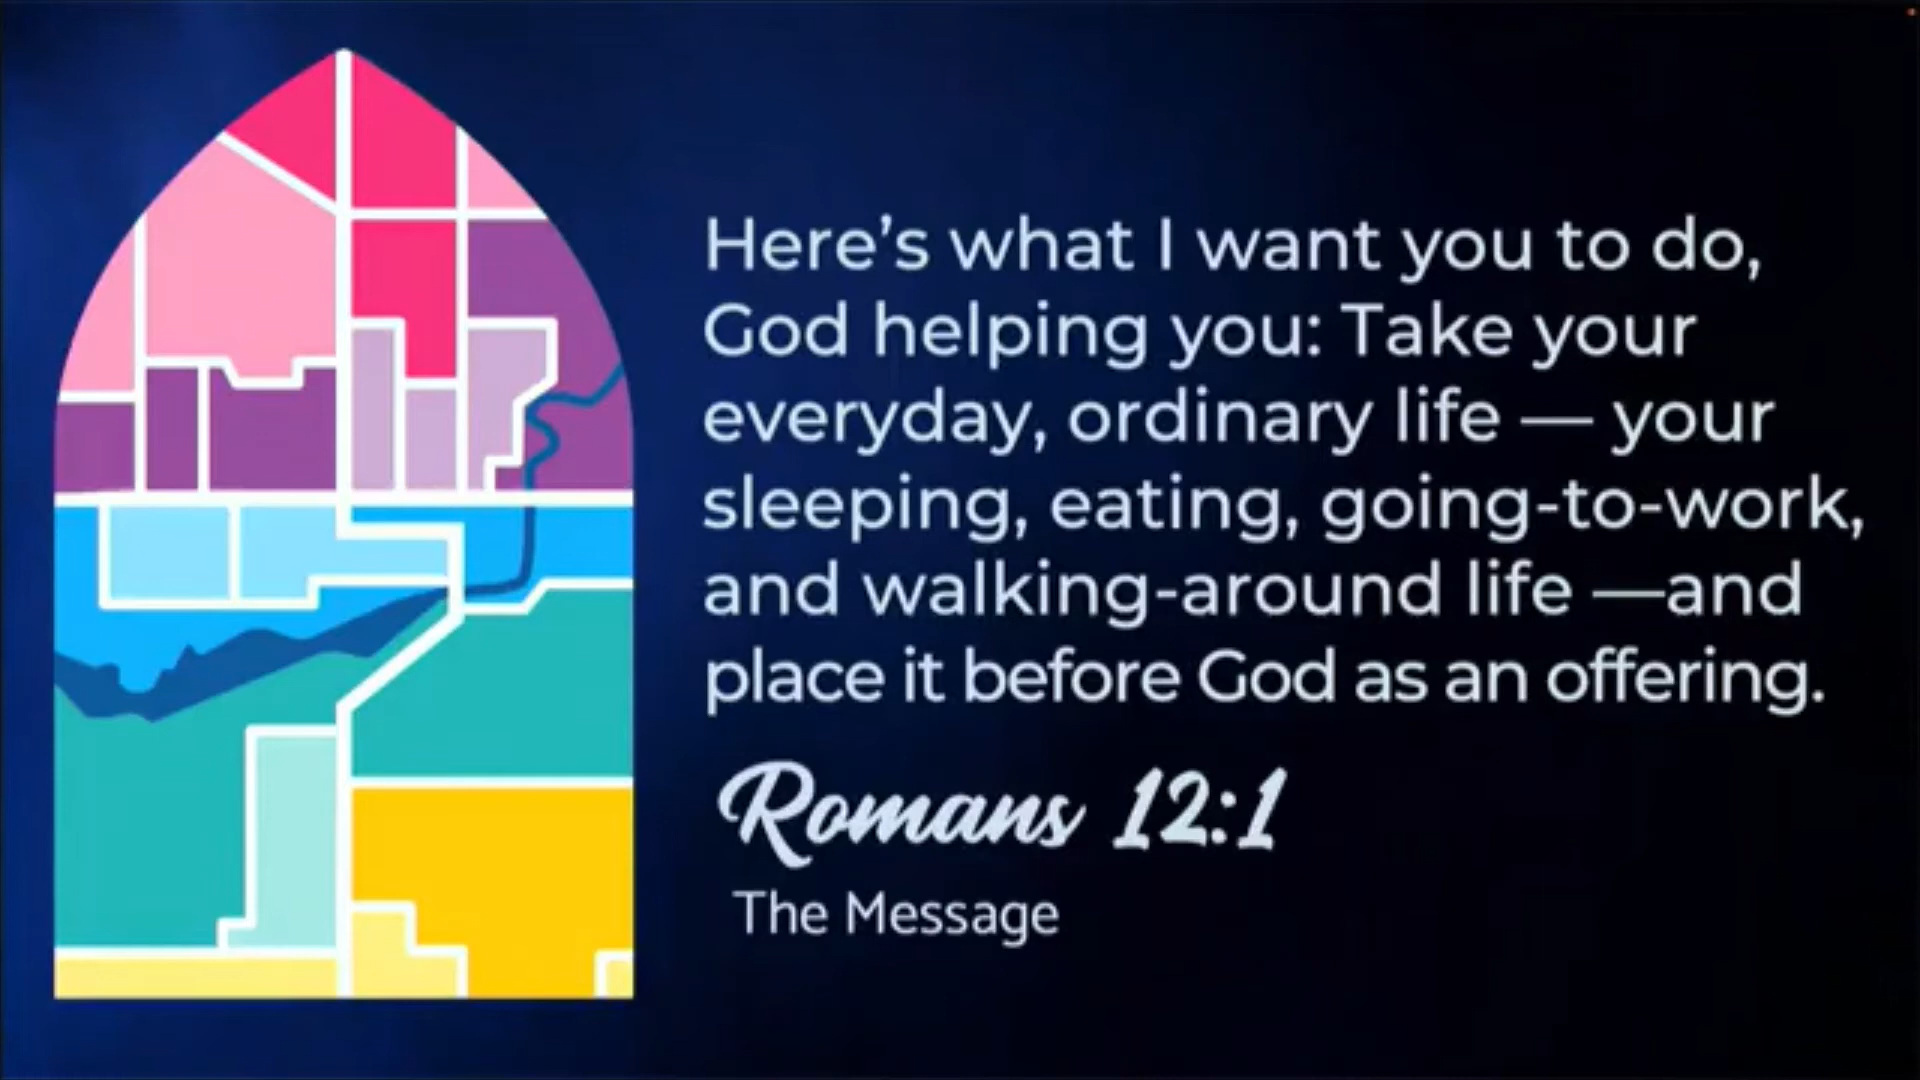 Here’s what I want you to do,
God helping you: Take your
everyday, ordinary life — your
sleeping, eating, going-to-work,
and walking-around life —and
place it before God as an offering.
Romans 12:1
The Message